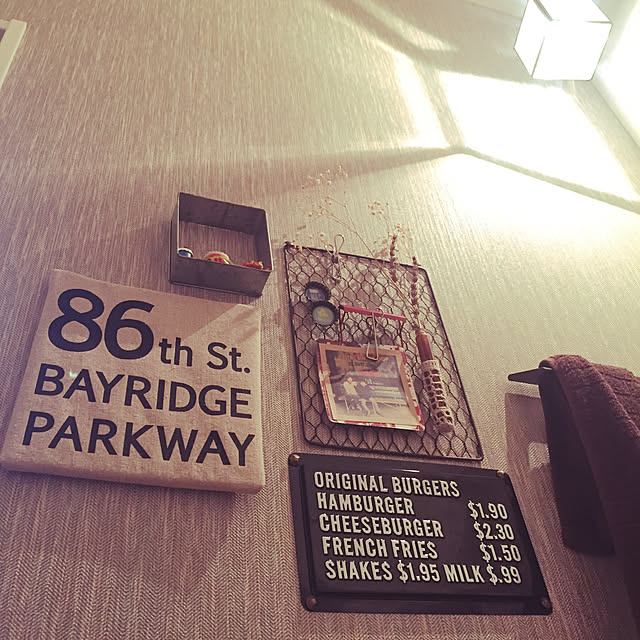 86th St.
BAYRIDGE
PARKWAY
ORIGINAL BURGERS
HAMBURGER $1.90
CHEESEBURGER $2.30
FRENCH FRIES $1.50
SHAKES $1.95 MILK $.99